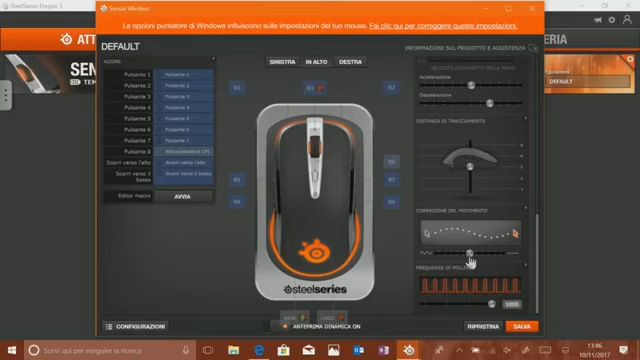 SteelSeries Engine 3
Sensei Wireless
Le opzioni puntatore di Windows influiscono sulle impostazioni del tuo mouse. Fai clic qui per correggere queste impostazioni.
DEFAULT
INFORMAZIONI SUL PRODOTTO E ASSISTENZA
AZIONI
Pulsante 1 Pulsante 1
Pulsante 2 Pulsante 2
Pulsante 3 Pulsante 3
Pulsante 4 Pulsante 4
Pulsante 5 Pulsante 5
Pulsante 6 Pulsante 6
Pulsante 7 Pulsante 7
Pulsante 8
Scorri verso l'alto Scorri verso l'alto
Scorri verso il basso Scorri verso il basso
Editor macro AVVIA
SINISTRA IN ALTO DESTRA
B1 B3 B2
B7
B4
steelseries
Accelerazione
Decelerazione
DISTANZA DI TRACCIAMENTO
CORREZIONE DEL MOVIMENTO
FREQUENZA DI POLLIN
1000
CONFIGURAZIONI
ANTEPRIMA DINAMICA ON
RIPRISTINA
SALVA
ATT
ERIA
SEN
DEFAULT
Scrivi qui per eseguire la ricerca
13:46
10/11/2017